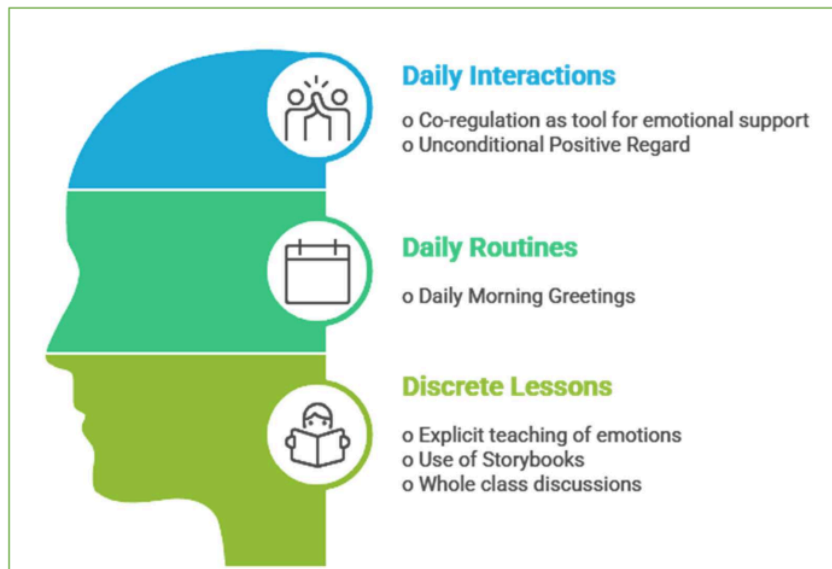 Daily Interactions
o Co-regulation as tool for emotional support
o Unconditional Positive Regard
Daily Routines
o Daily Morning Greetings
Discrete Lessons
o Explicit teaching of emotions
o Use of Storybooks
o Whole class discussions